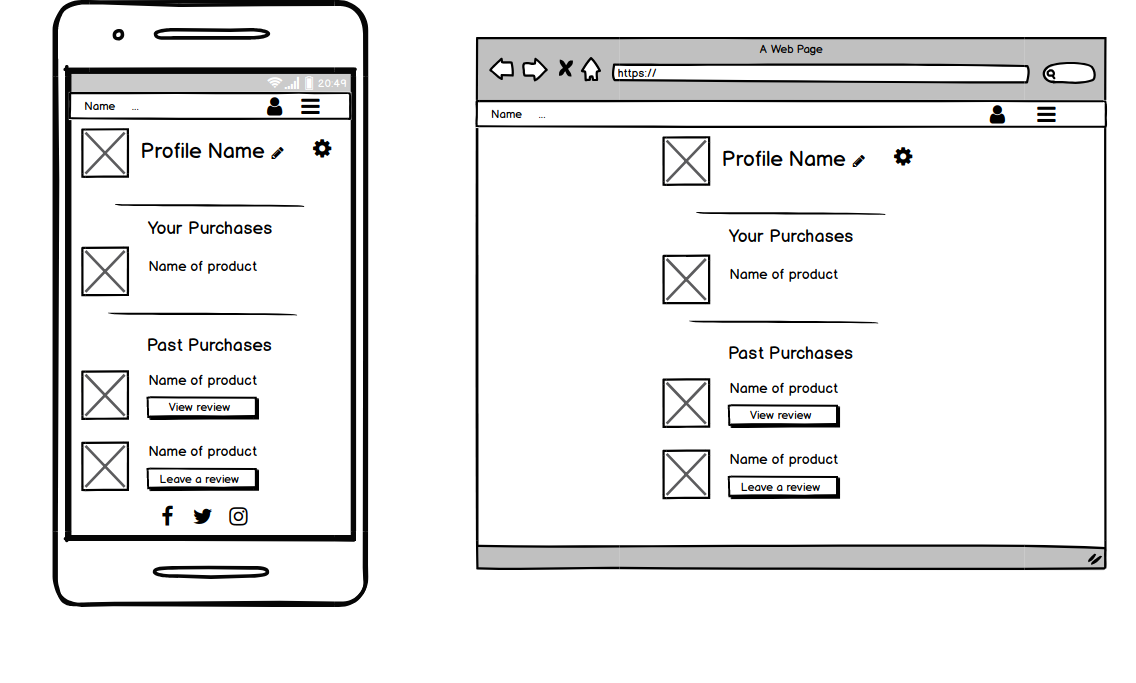 20:49
Name ...
Profile Name
Your Purchases
Name of product
Past Purchases
Name of product
View review
Name of product
Leave a review
A Web Page
https://
Name ...
Profile Name
Your Purchases
Name of product
Past Purchases
Name of product
View review
Name of product
Leave a review